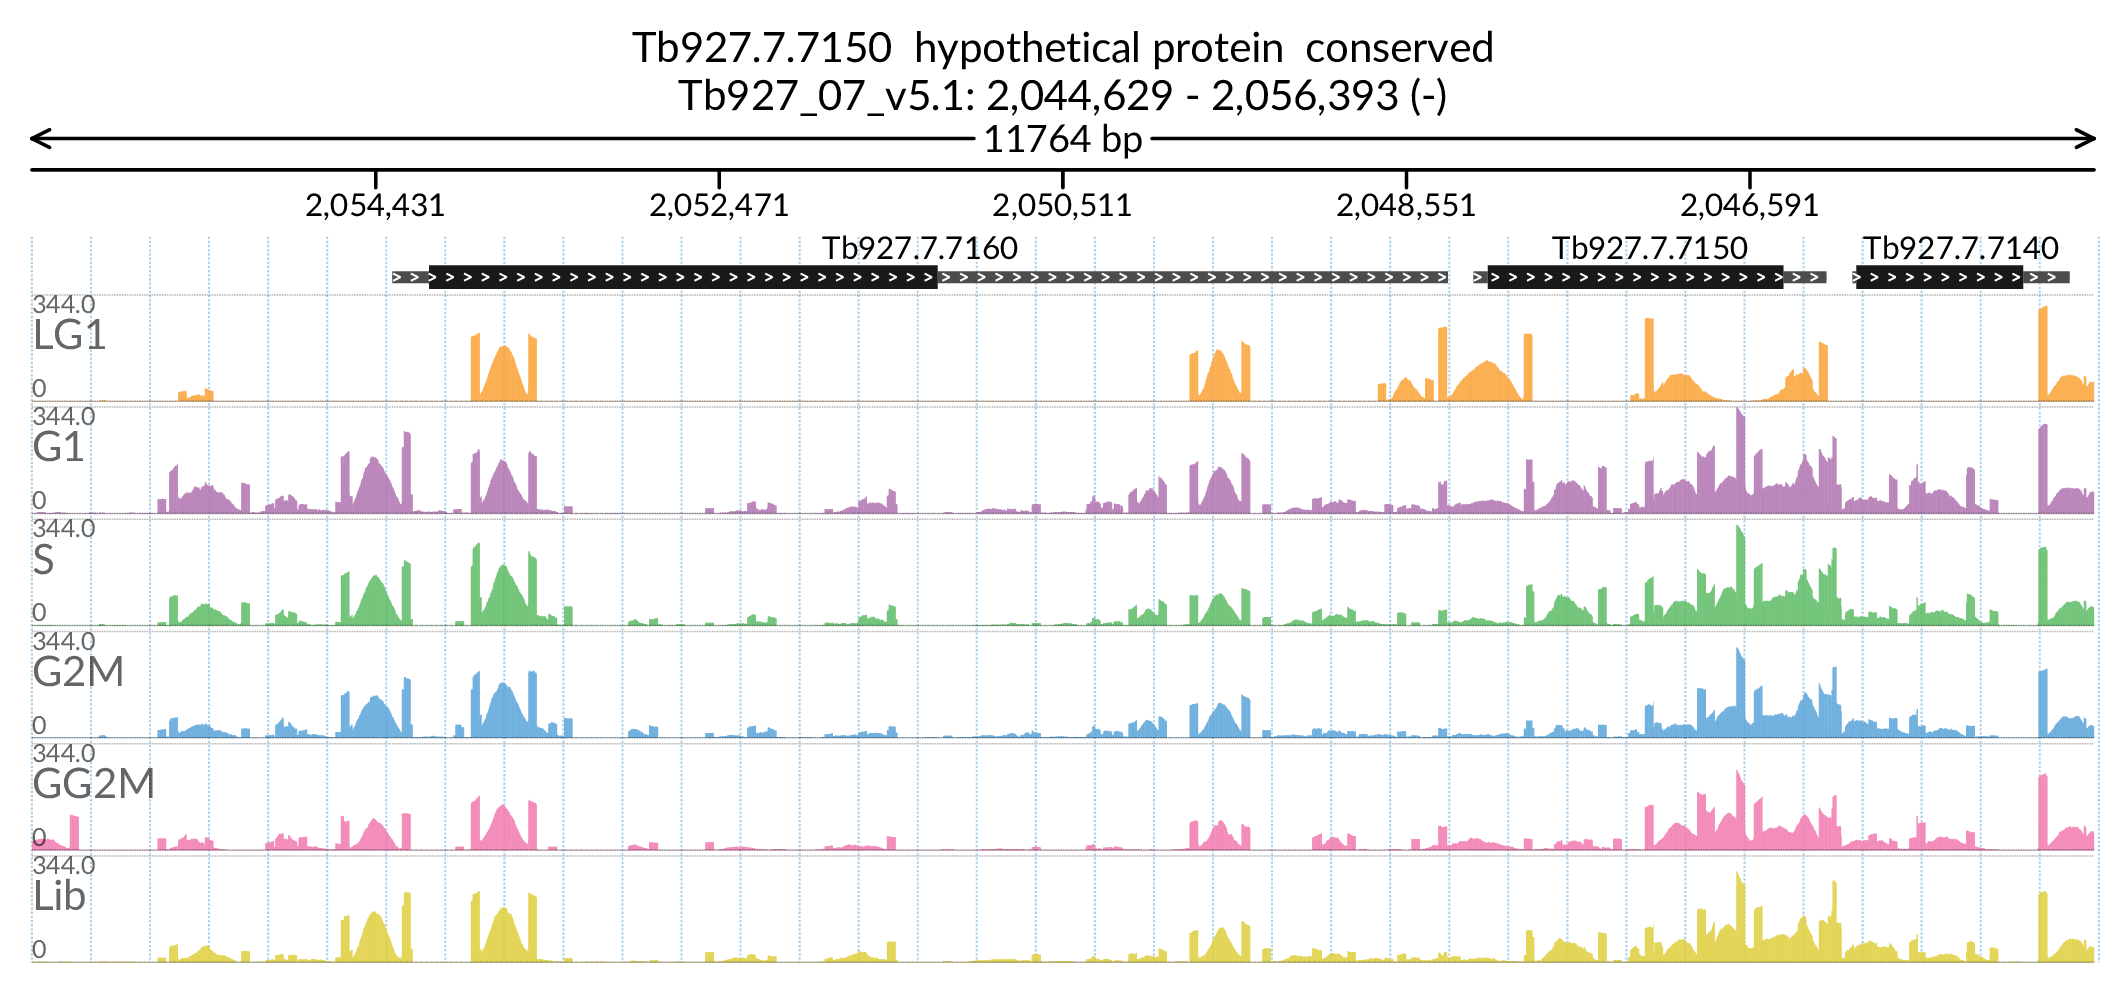 Tb927.7.7150 hypothetical protein conserved
Tb927_07_v5.1: 2,044,629 - 2,056,393 (-)
11764 bp
2,054,431 2,052,471 2,050,511 2,048,551 2,046,591
Tb927.7.7160 Tb927.7.7150 Tb927.7.7140
344.0
LG1
0
344.0
G1
0
344.0
S
0
344.0
G2M
0
344.0
GG2M
0
344.0
Lib
0